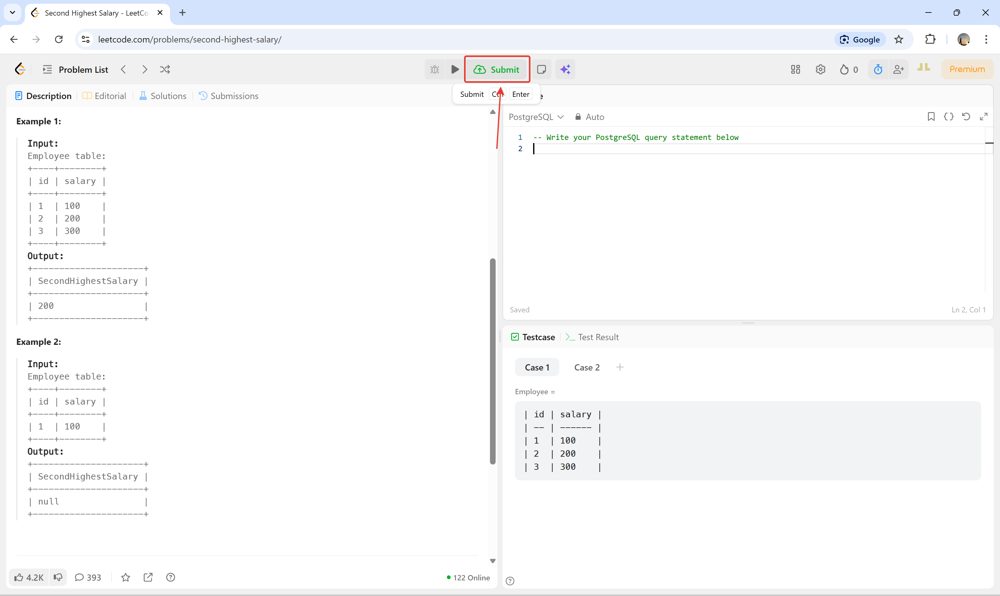 Second Highest Salary - LeetCo
leetcode.com/problems/second-highest-salary/
Google
Problem List
Submit
0
Premium
Description
Editorial
Solutions
Submissions
Submit
Enter
Example 1:
Input:
Employee table:
+----+--------+
| id | salary |
+----+--------+
| 1  | 100    |
| 2  | 200    |
| 3  | 300    |
+----+--------+
Output:
+---------------------+
| SecondHighestSalary |
+---------------------+
| 200                 |
+---------------------+
Example 2:
Input:
Employee table:
+----+--------+
| id | salary |
+----+--------+
| 1  | 100    |
+----+--------+
Output:
+---------------------+
| SecondHighestSalary |
+---------------------+
| null                |
+---------------------+
4.2K
393
122 Online
PostgreSQL
Auto
1 -- Write your PostgreSQL query statement below
2
Saved
Ln 2, Col 1
Testcase
Test Result
Case 1
Case 2
Employee =
| id | salary |
| -- | ------ |
| 1  | 100    |
| 2  | 200    |
| 3  | 300    |